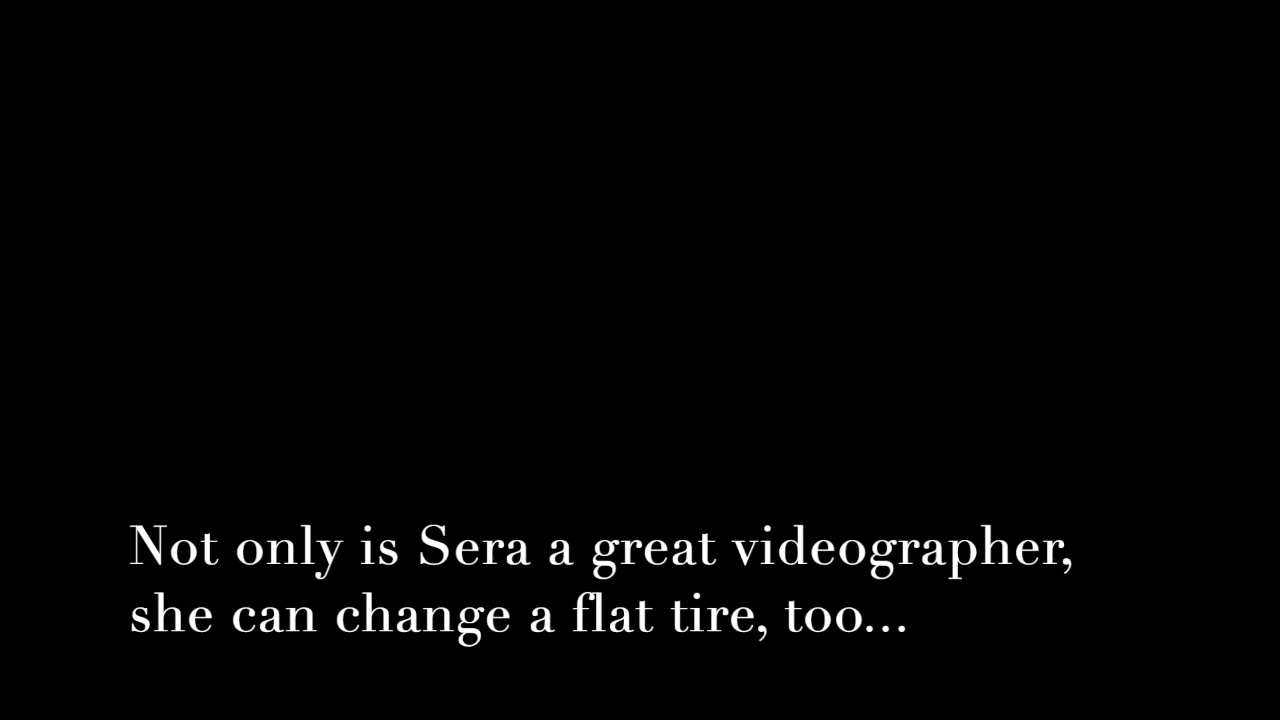 Not only is Sera a great videographer,
she can change a flat tire, too...